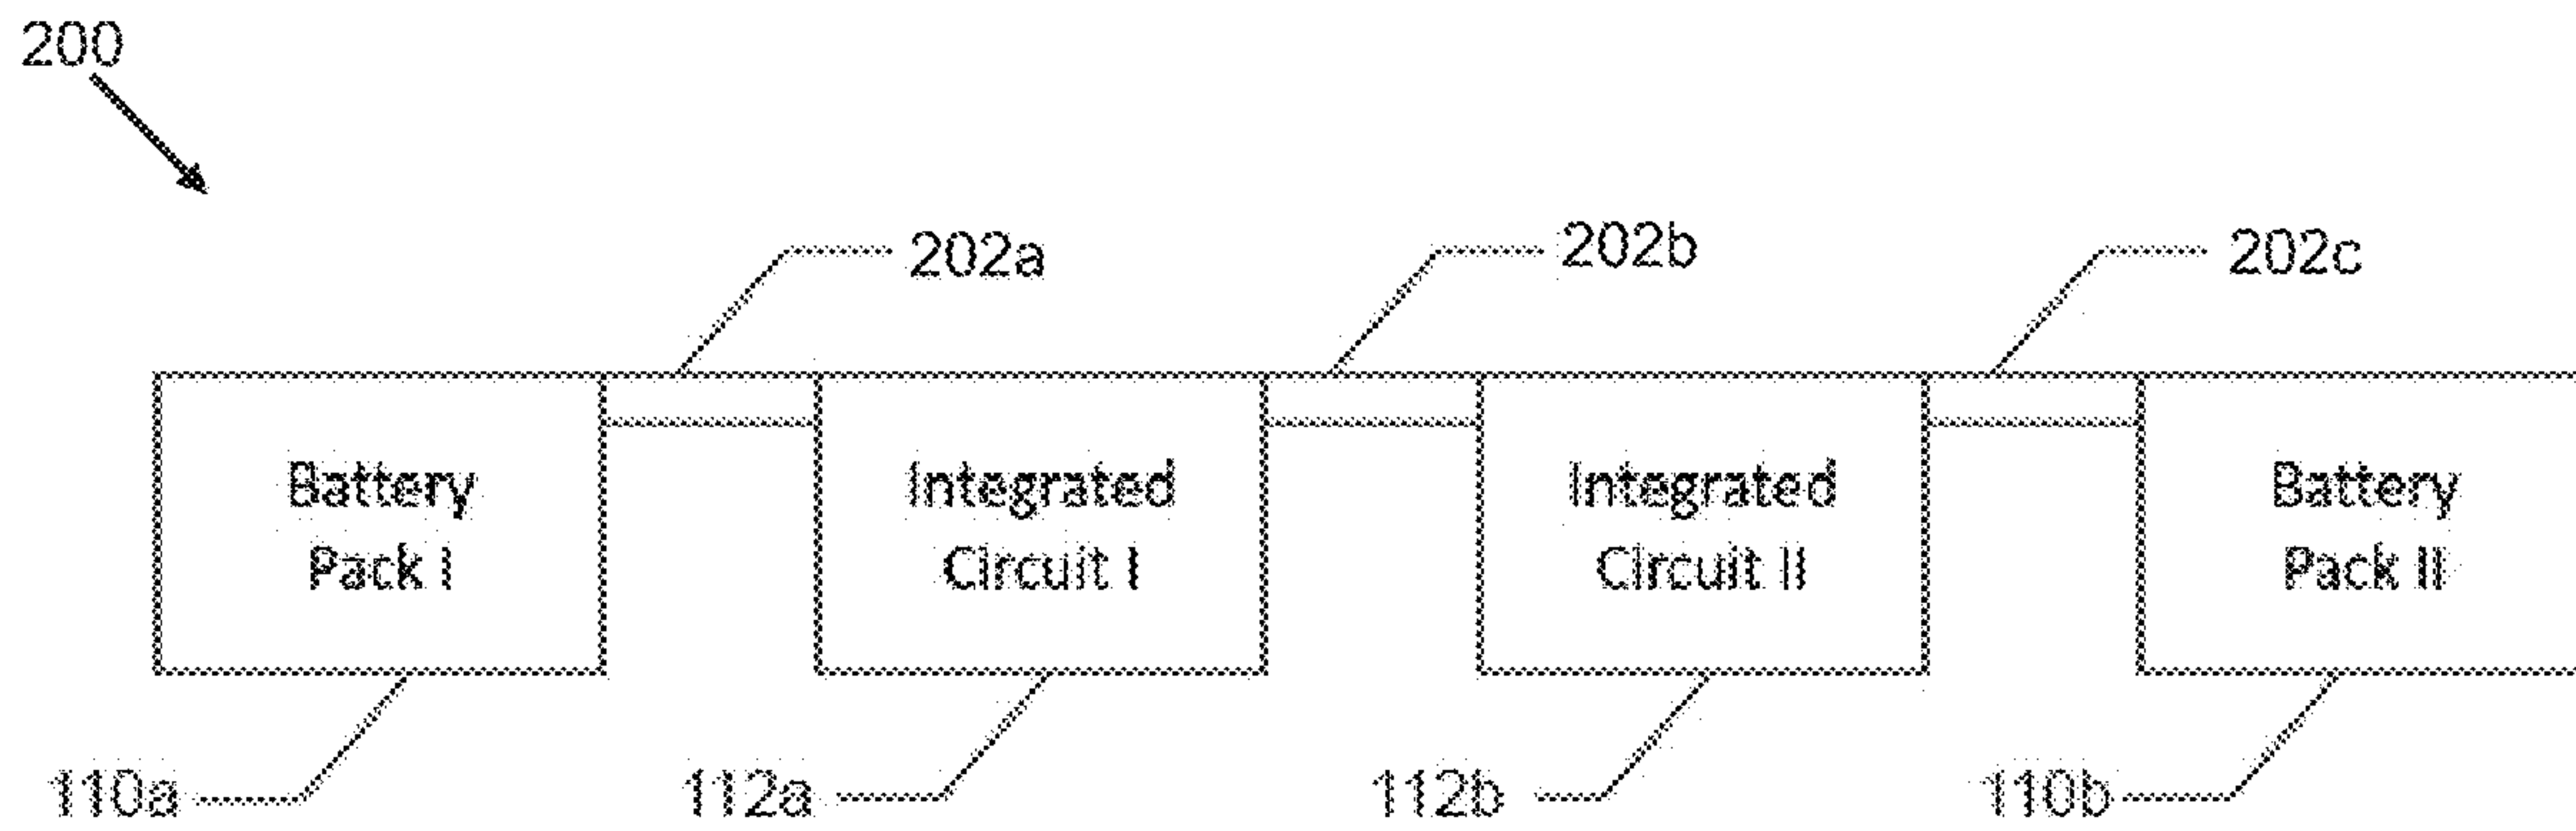 200
202a
202b
202c
Battery
Pack I
Integrated
Circuit I
Integrated
Circuit II
Battery
Pack II
110a
112a
112b
110b